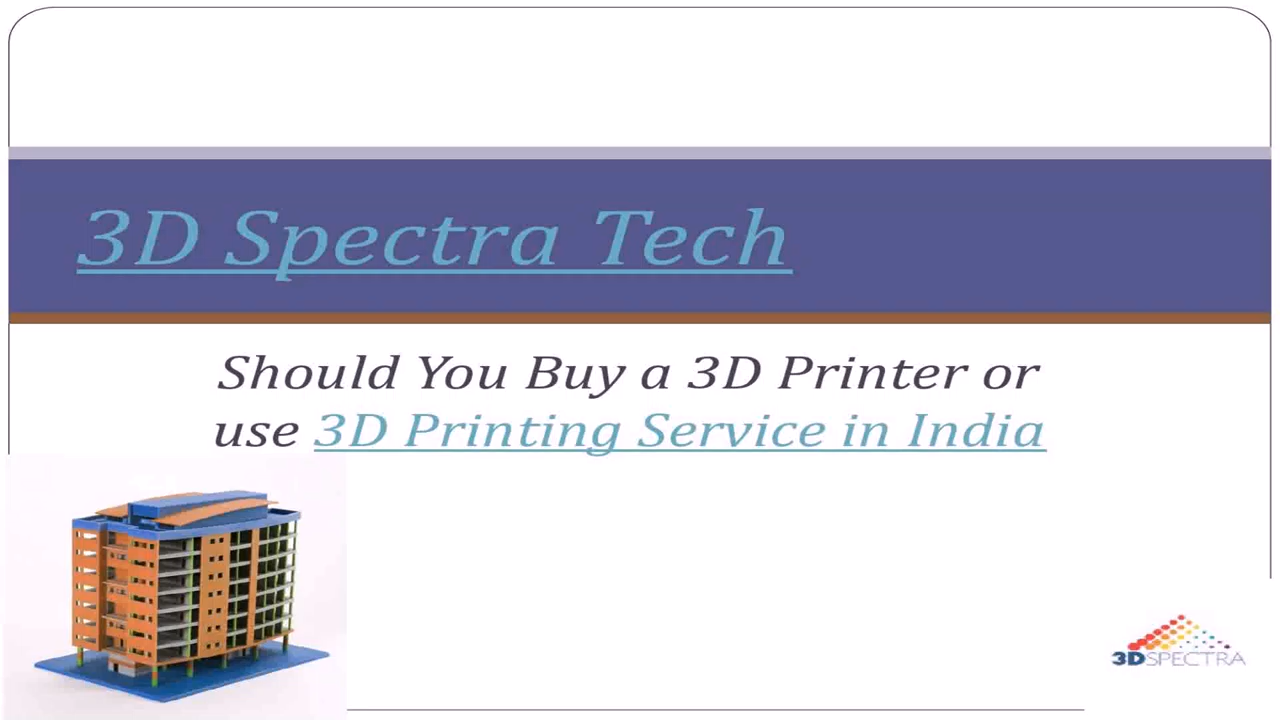 3D Spectra Tech
Should You Buy a 3D Printer or
use 3D Printing Service in India
3DSPECTRA